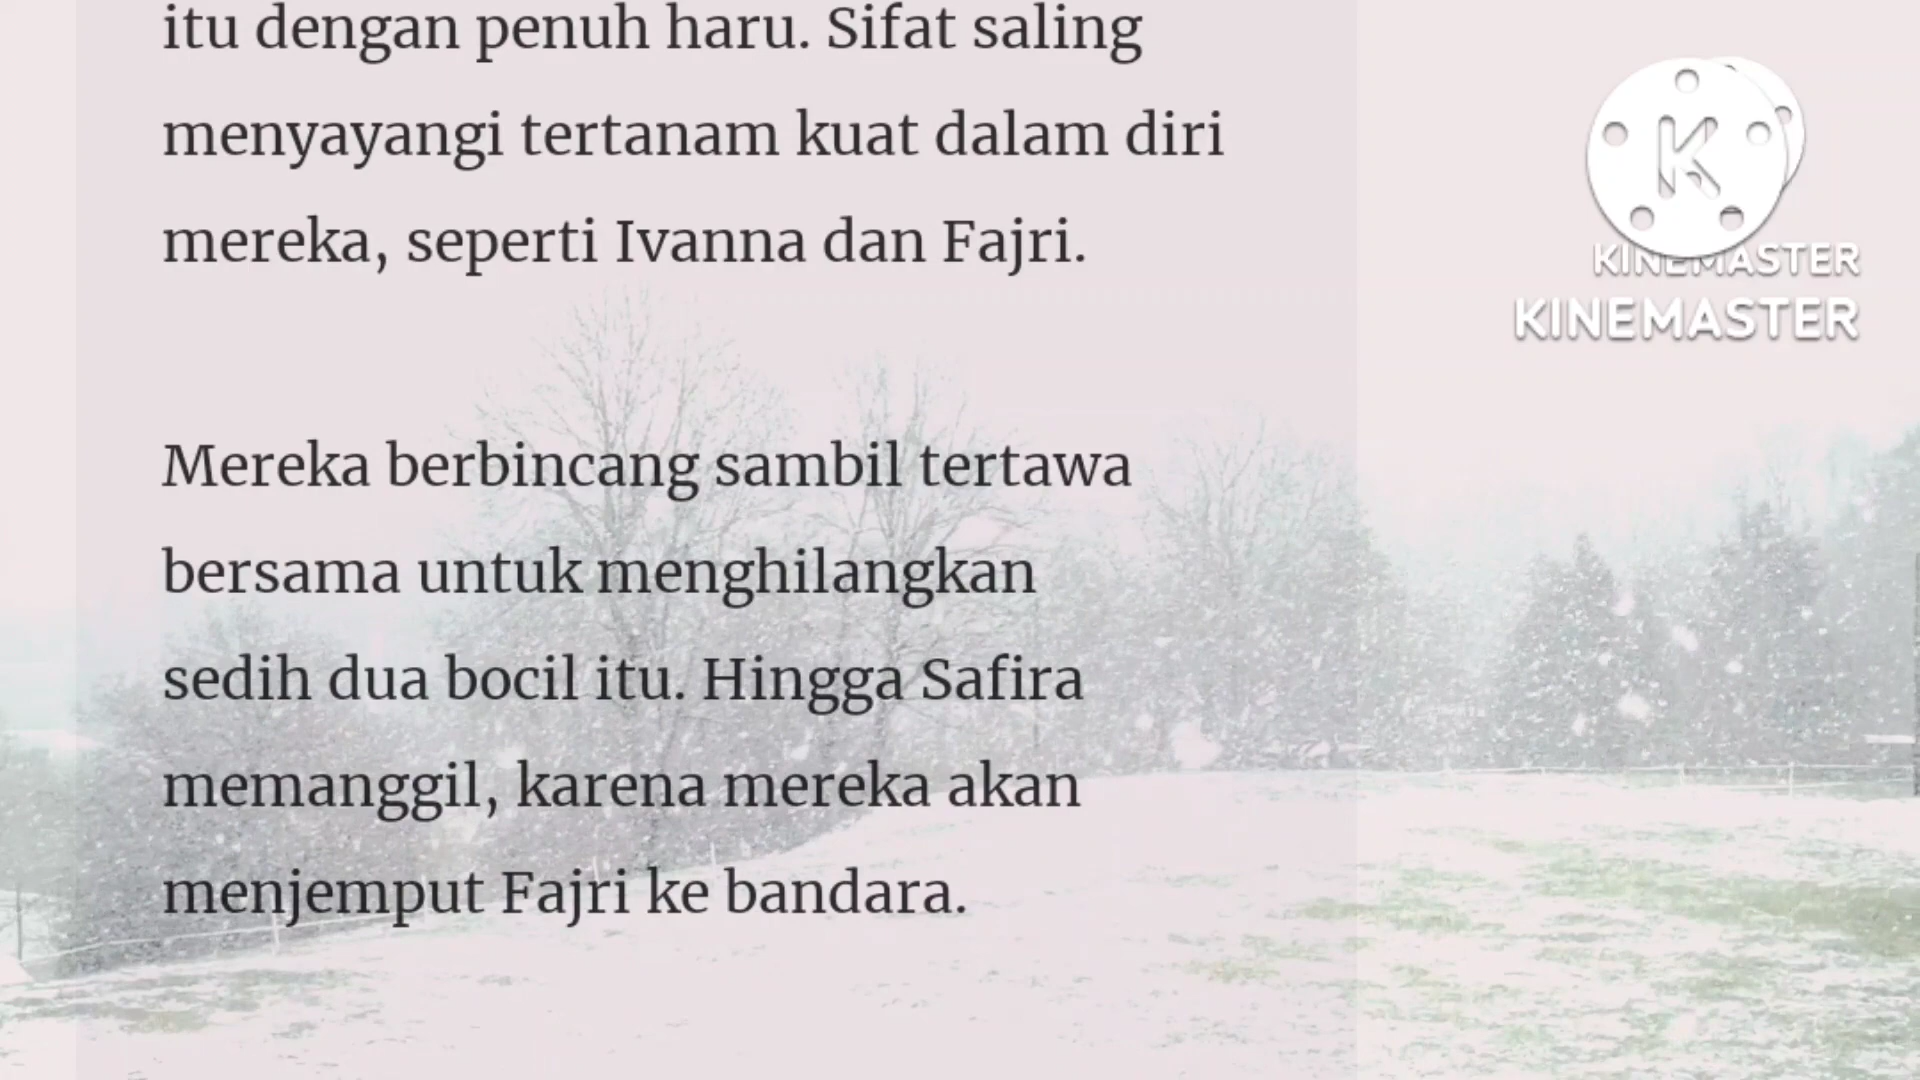 itu dengan penuh haru. Sifat saling
menyayangi tertanam kuat dalam diri
mereka, seperti Ivanna dan Fajri.
Mereka berbincang sambil tertawa
bersama untuk menghilangkan
sedih dua bocil itu. Hingga Safira
memanggil, karena mereka akan
menjemput Fajri ke bandara.
K
KINEMASTER
KINEMASTER